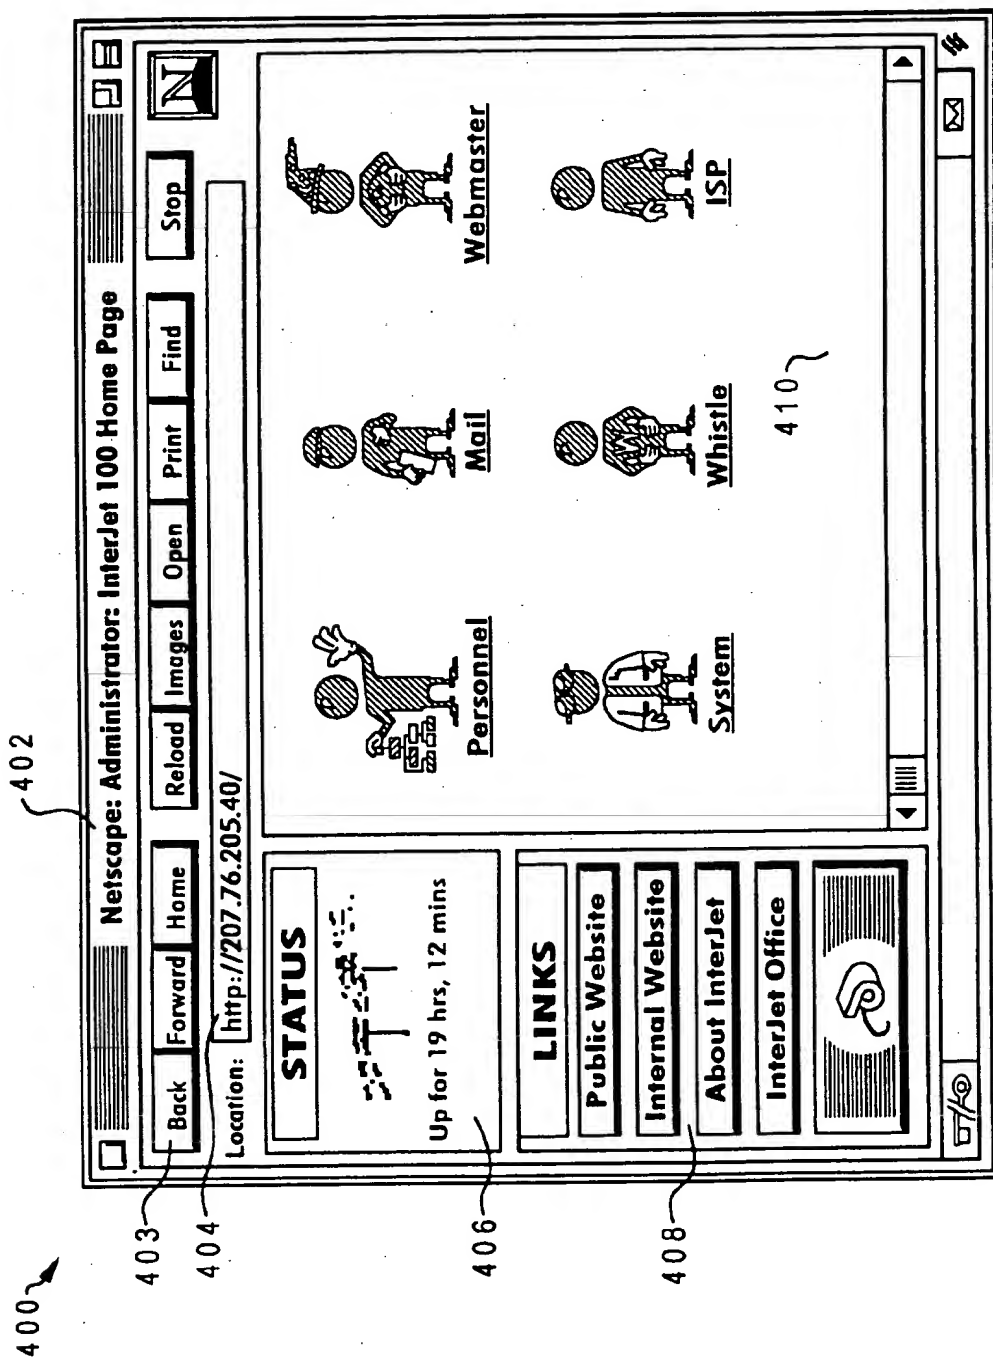 400
402
Netscape: Administrator: InterJet 100 Home Page
403
Back Forward Home Reload Images Open Print Find Stop
N
404
Location: http://207.76.205.40/
STATUS
Up for 19 hrs, 12 mins
406
LINKS
Public Website
Internal Website
About InterJet
InterJet Office
408
Personnel Mail Webmaster
System Whistle ISP
410